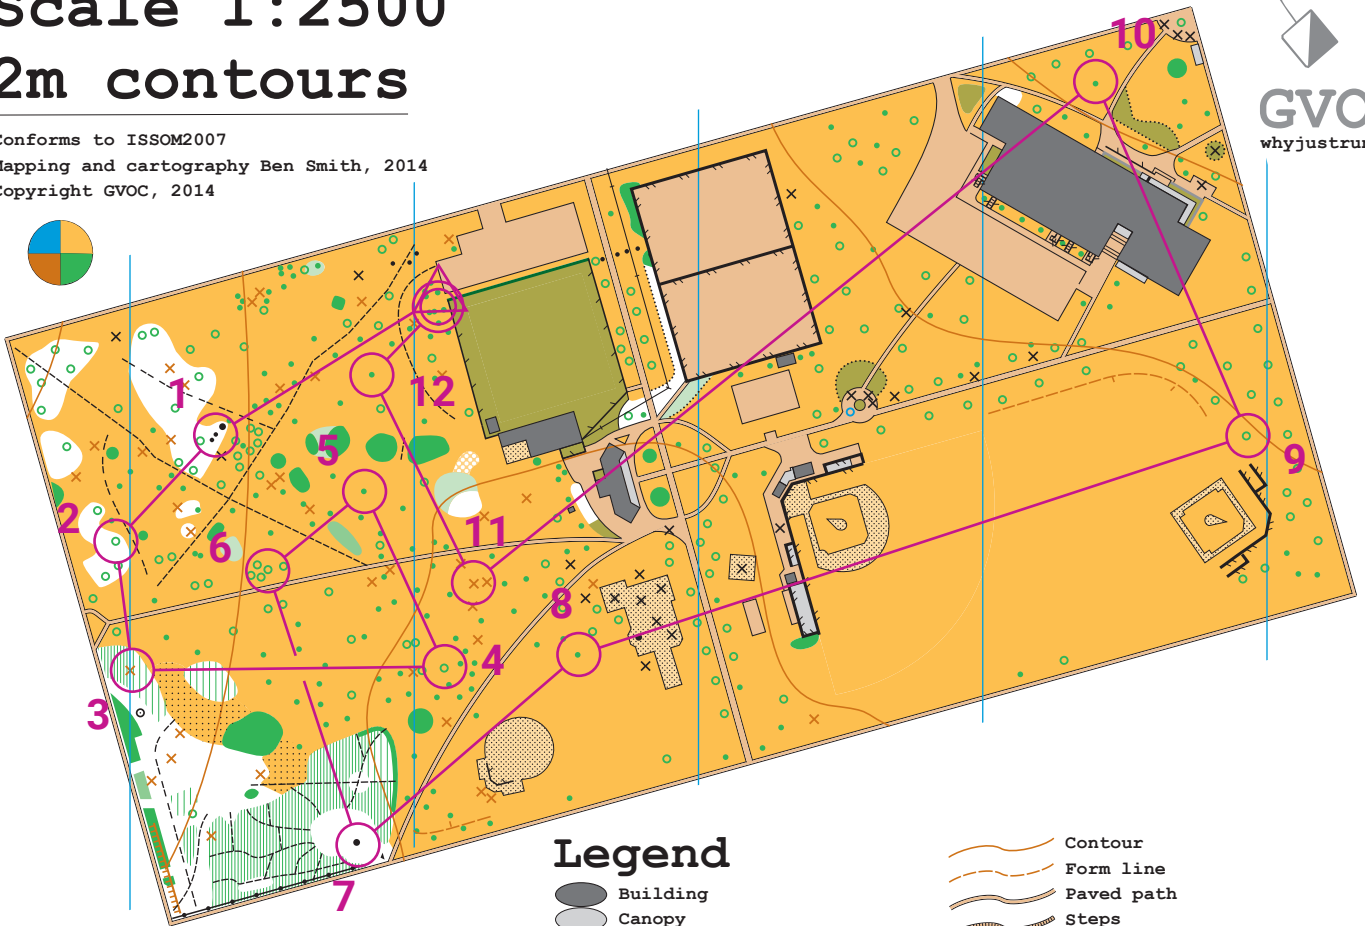 Scale 1:2500
2m contours
Conforms to ISSOM2007
Mapping and cartography Ben Smith, 2014
Copyright GVOC, 2014
10
GVO
whyjustrun
1
12
5
2
11
6
9
8
4
3
7
Legend
Building
Canopy
Contour
Form line
Paved path
Steps